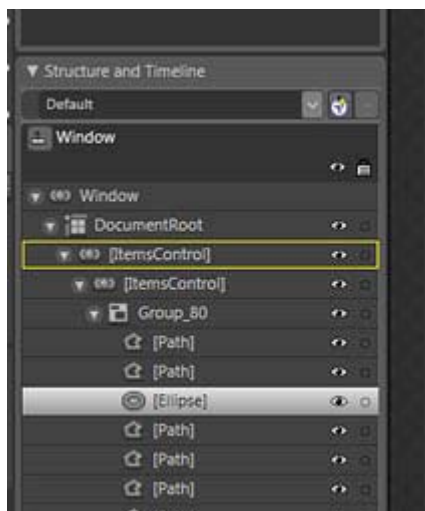 Structure and Timeline
Default
Window
Window
DocumentRoot
[ItemsControl]
[ItemsControl]
Group_80
[Path]
[Path]
[Ellipse]
[Path]
[Path]
[Path]